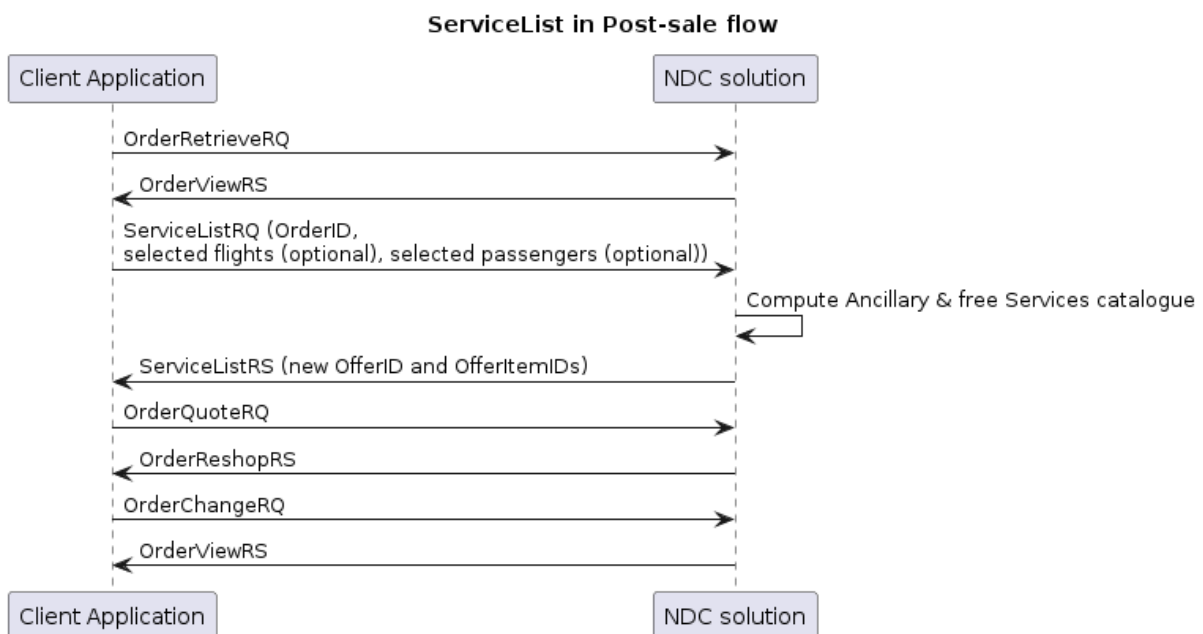 ServiceList in Post-sale flow
Client Application
NDC solution
OrderRetrieveRQ
OrderViewRS
ServiceListRQ (OrderID,
selected flights (optional), selected passengers (optional))
Compute Ancillary & free Services catalogue
ServiceListRS (new OfferID and OfferItemIDs)
OrderQuoteRQ
OrderReshopRS
OrderChangeRQ
OrderViewRS
Client Application
NDC solution